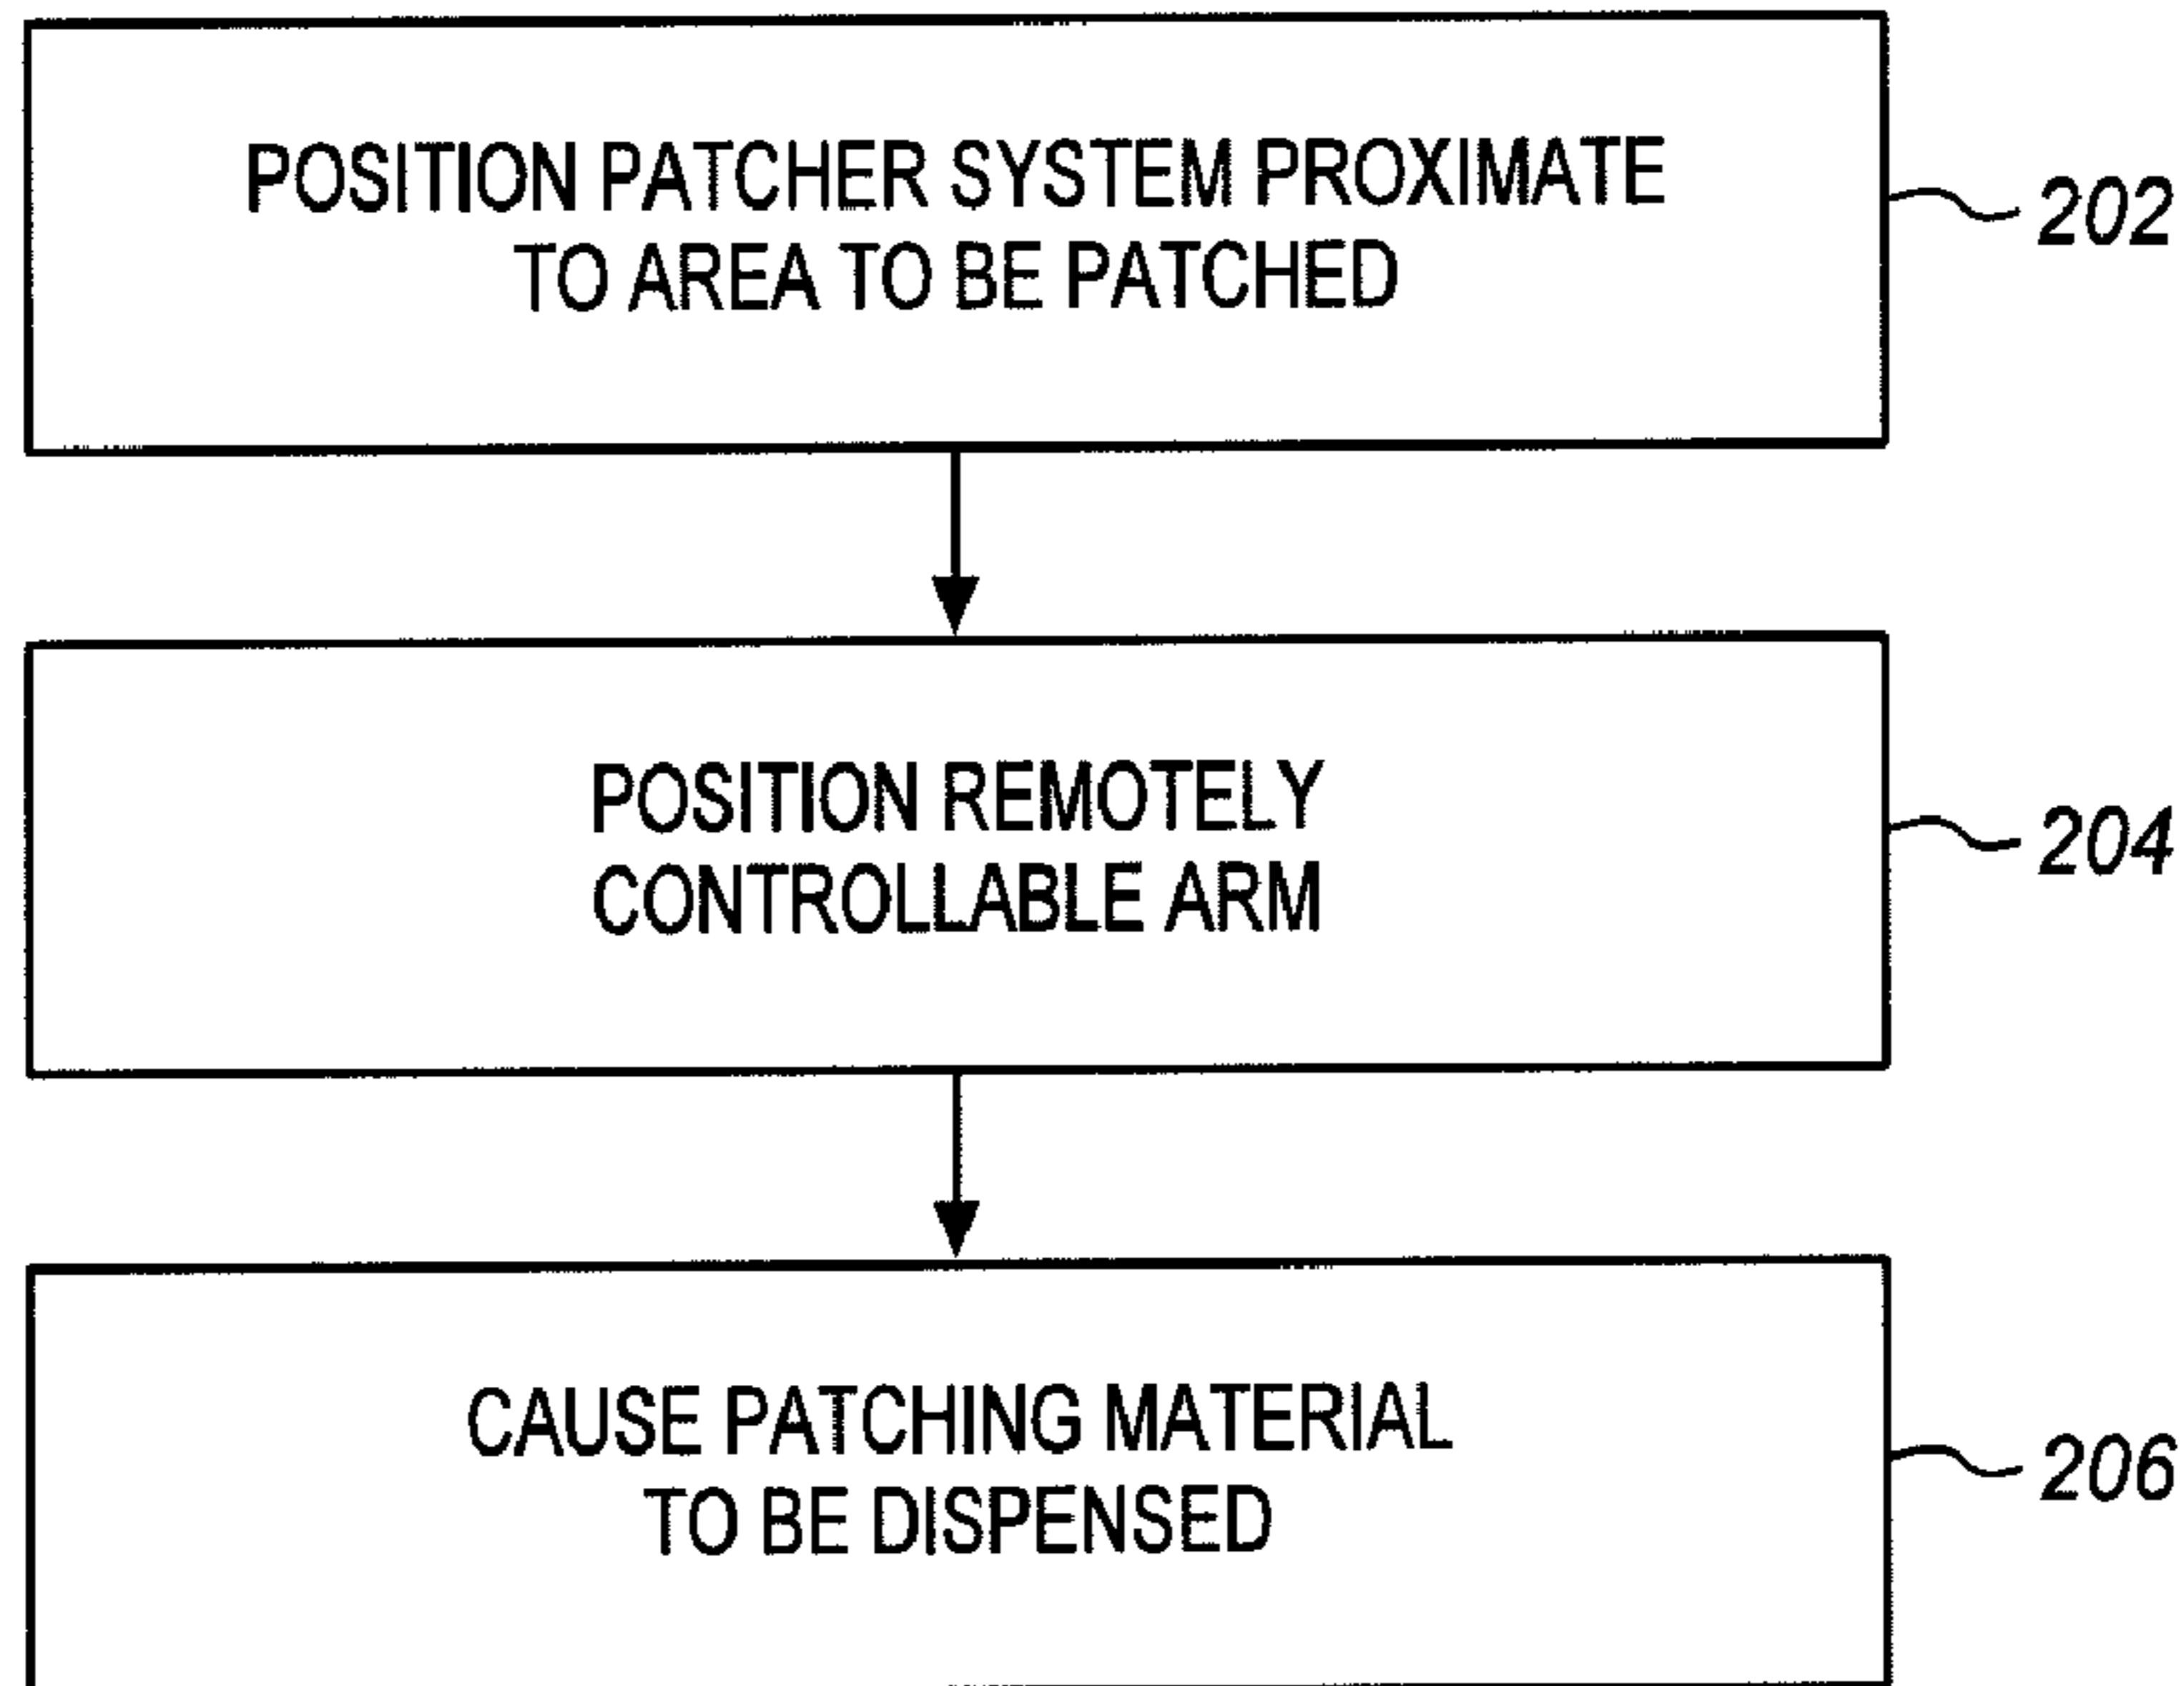 POSITION PATCHER SYSTEM PROXIMATE
TO AREA TO BE PATCHED
202
POSITION REMOTELY
CONTROLLABLE ARM
204
CAUSE PATCHING MATERIAL
TO BE DISPENSED
206